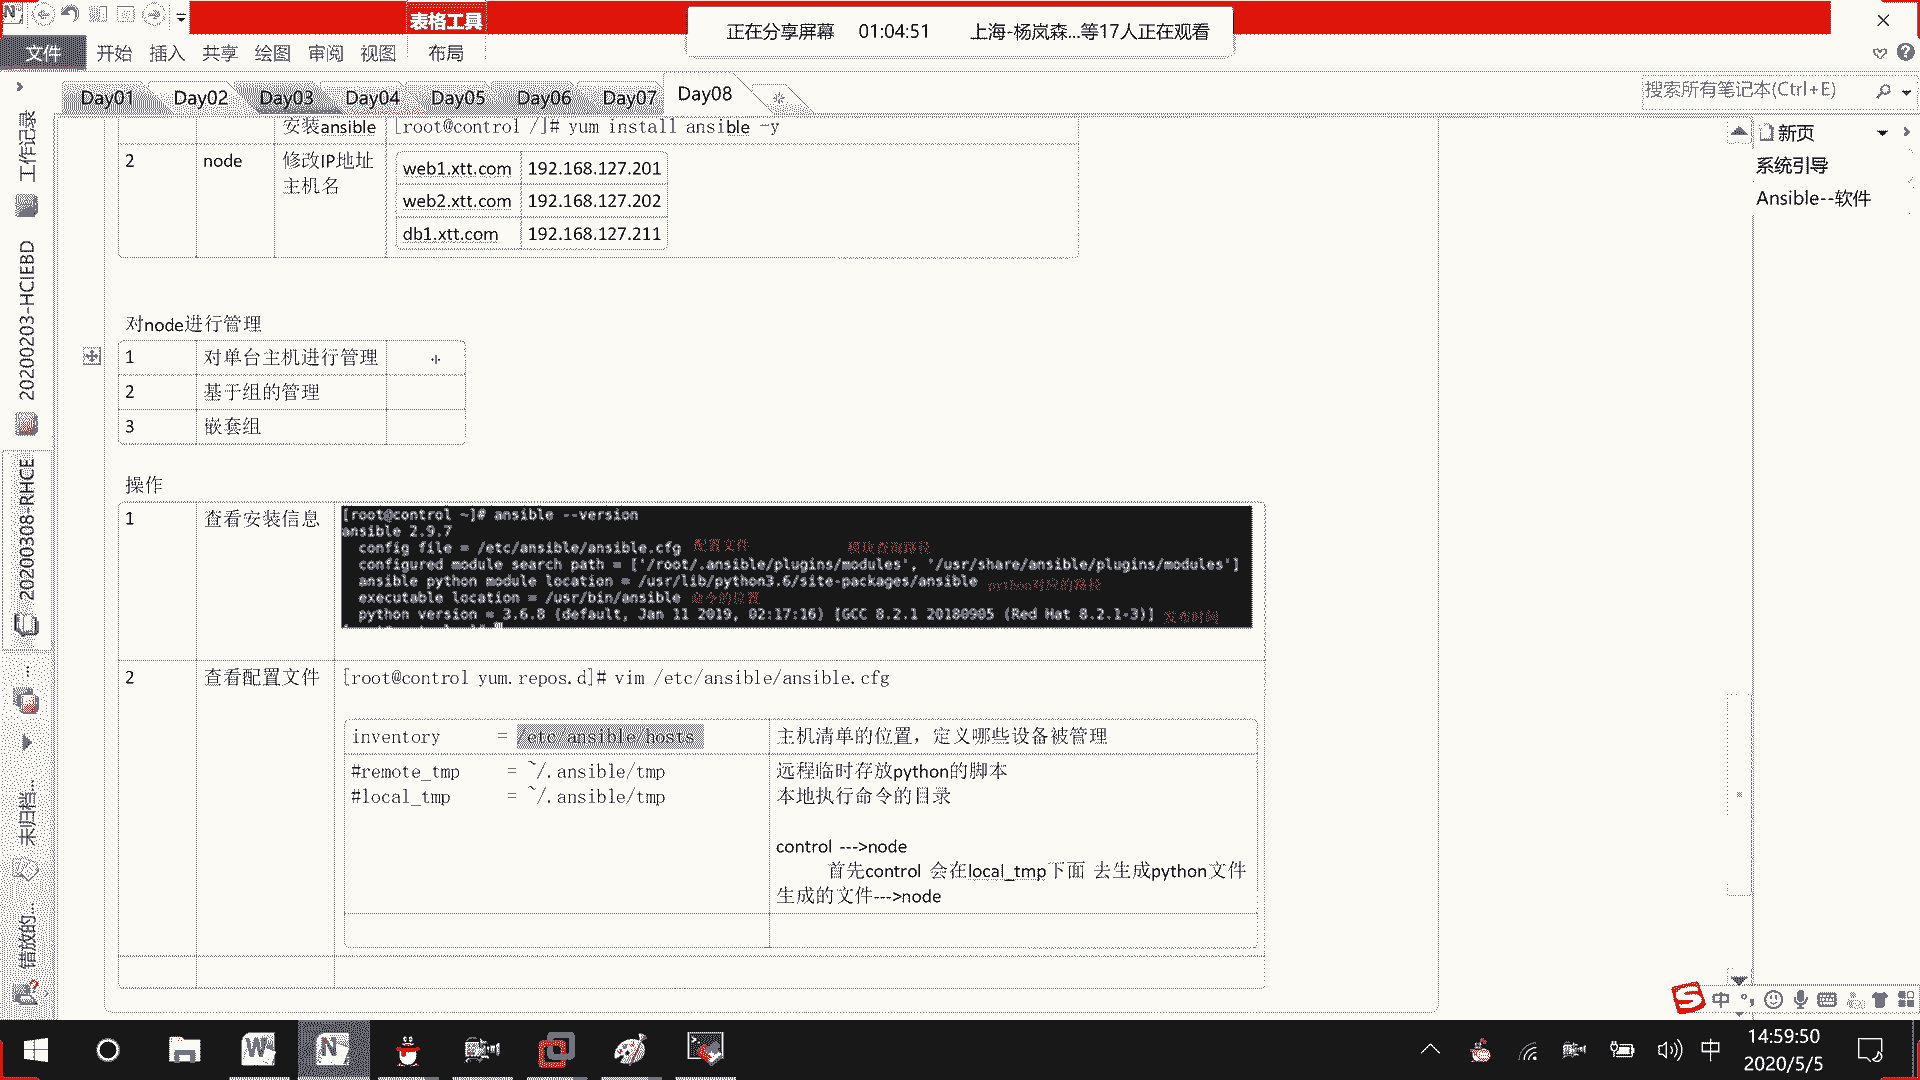 表格工具
正在分享屏幕 01:04:51 上海-杨岚森...等17人正在观看
文件 开始 插入 共享 绘图 审阅 视图 布局
Day01 Day02 Day03 Day04 Day05 Day06 Day07 Day08
搜索所有笔记本(Ctrl+E)
工作记录
20200203-HCIEBD
20200308-RHCE
未归档...
错放的...
新页
系统引导
Ansible--软件
安装ansible [root@control /]# yum install ansible -y
2 node 修改IP地址
主机名
web1.xtt.com 192.168.127.201
web2.xtt.com 192.168.127.202
db1.xtt.com 192.168.127.211
对node进行管理
1 对单台主机进行管理
2 基于组的管理
3 嵌套组
操作
1 查看安装信息
[root@control ~]# ansible --version
ansible 2.9.7
config file = /etc/ansible/ansible.cfg 配置文件 模块查询路径
configured module search path = ['/root/.ansible/plugins/modules', '/usr/share/ansible/plugins/modules']
ansible python module location = /usr/lib/python3.6/site-packages/ansible python对应的路径
executable location = /usr/bin/ansible 命令的位置
python version = 3.6.8 (default, Jan 11 2019, 02:17:16) [GCC 8.2.1 20180905 (Red Hat 8.2.1-3)] 发布时间
2 查看配置文件 [root@control yum.repos.d]# vim /etc/ansible/ansible.cfg
inventory = /etc/ansible/hosts 主机清单的位置，定义哪些设备被管理
#remote_tmp = ~/.ansible/tmp 远程临时存放python的脚本
#local_tmp = ~/.ansible/tmp 本地执行命令的目录
control --->node
首先control 会在local_tmp下面 去生成python文件
生成的文件--->node
中
中 14:59:50
2020/5/5